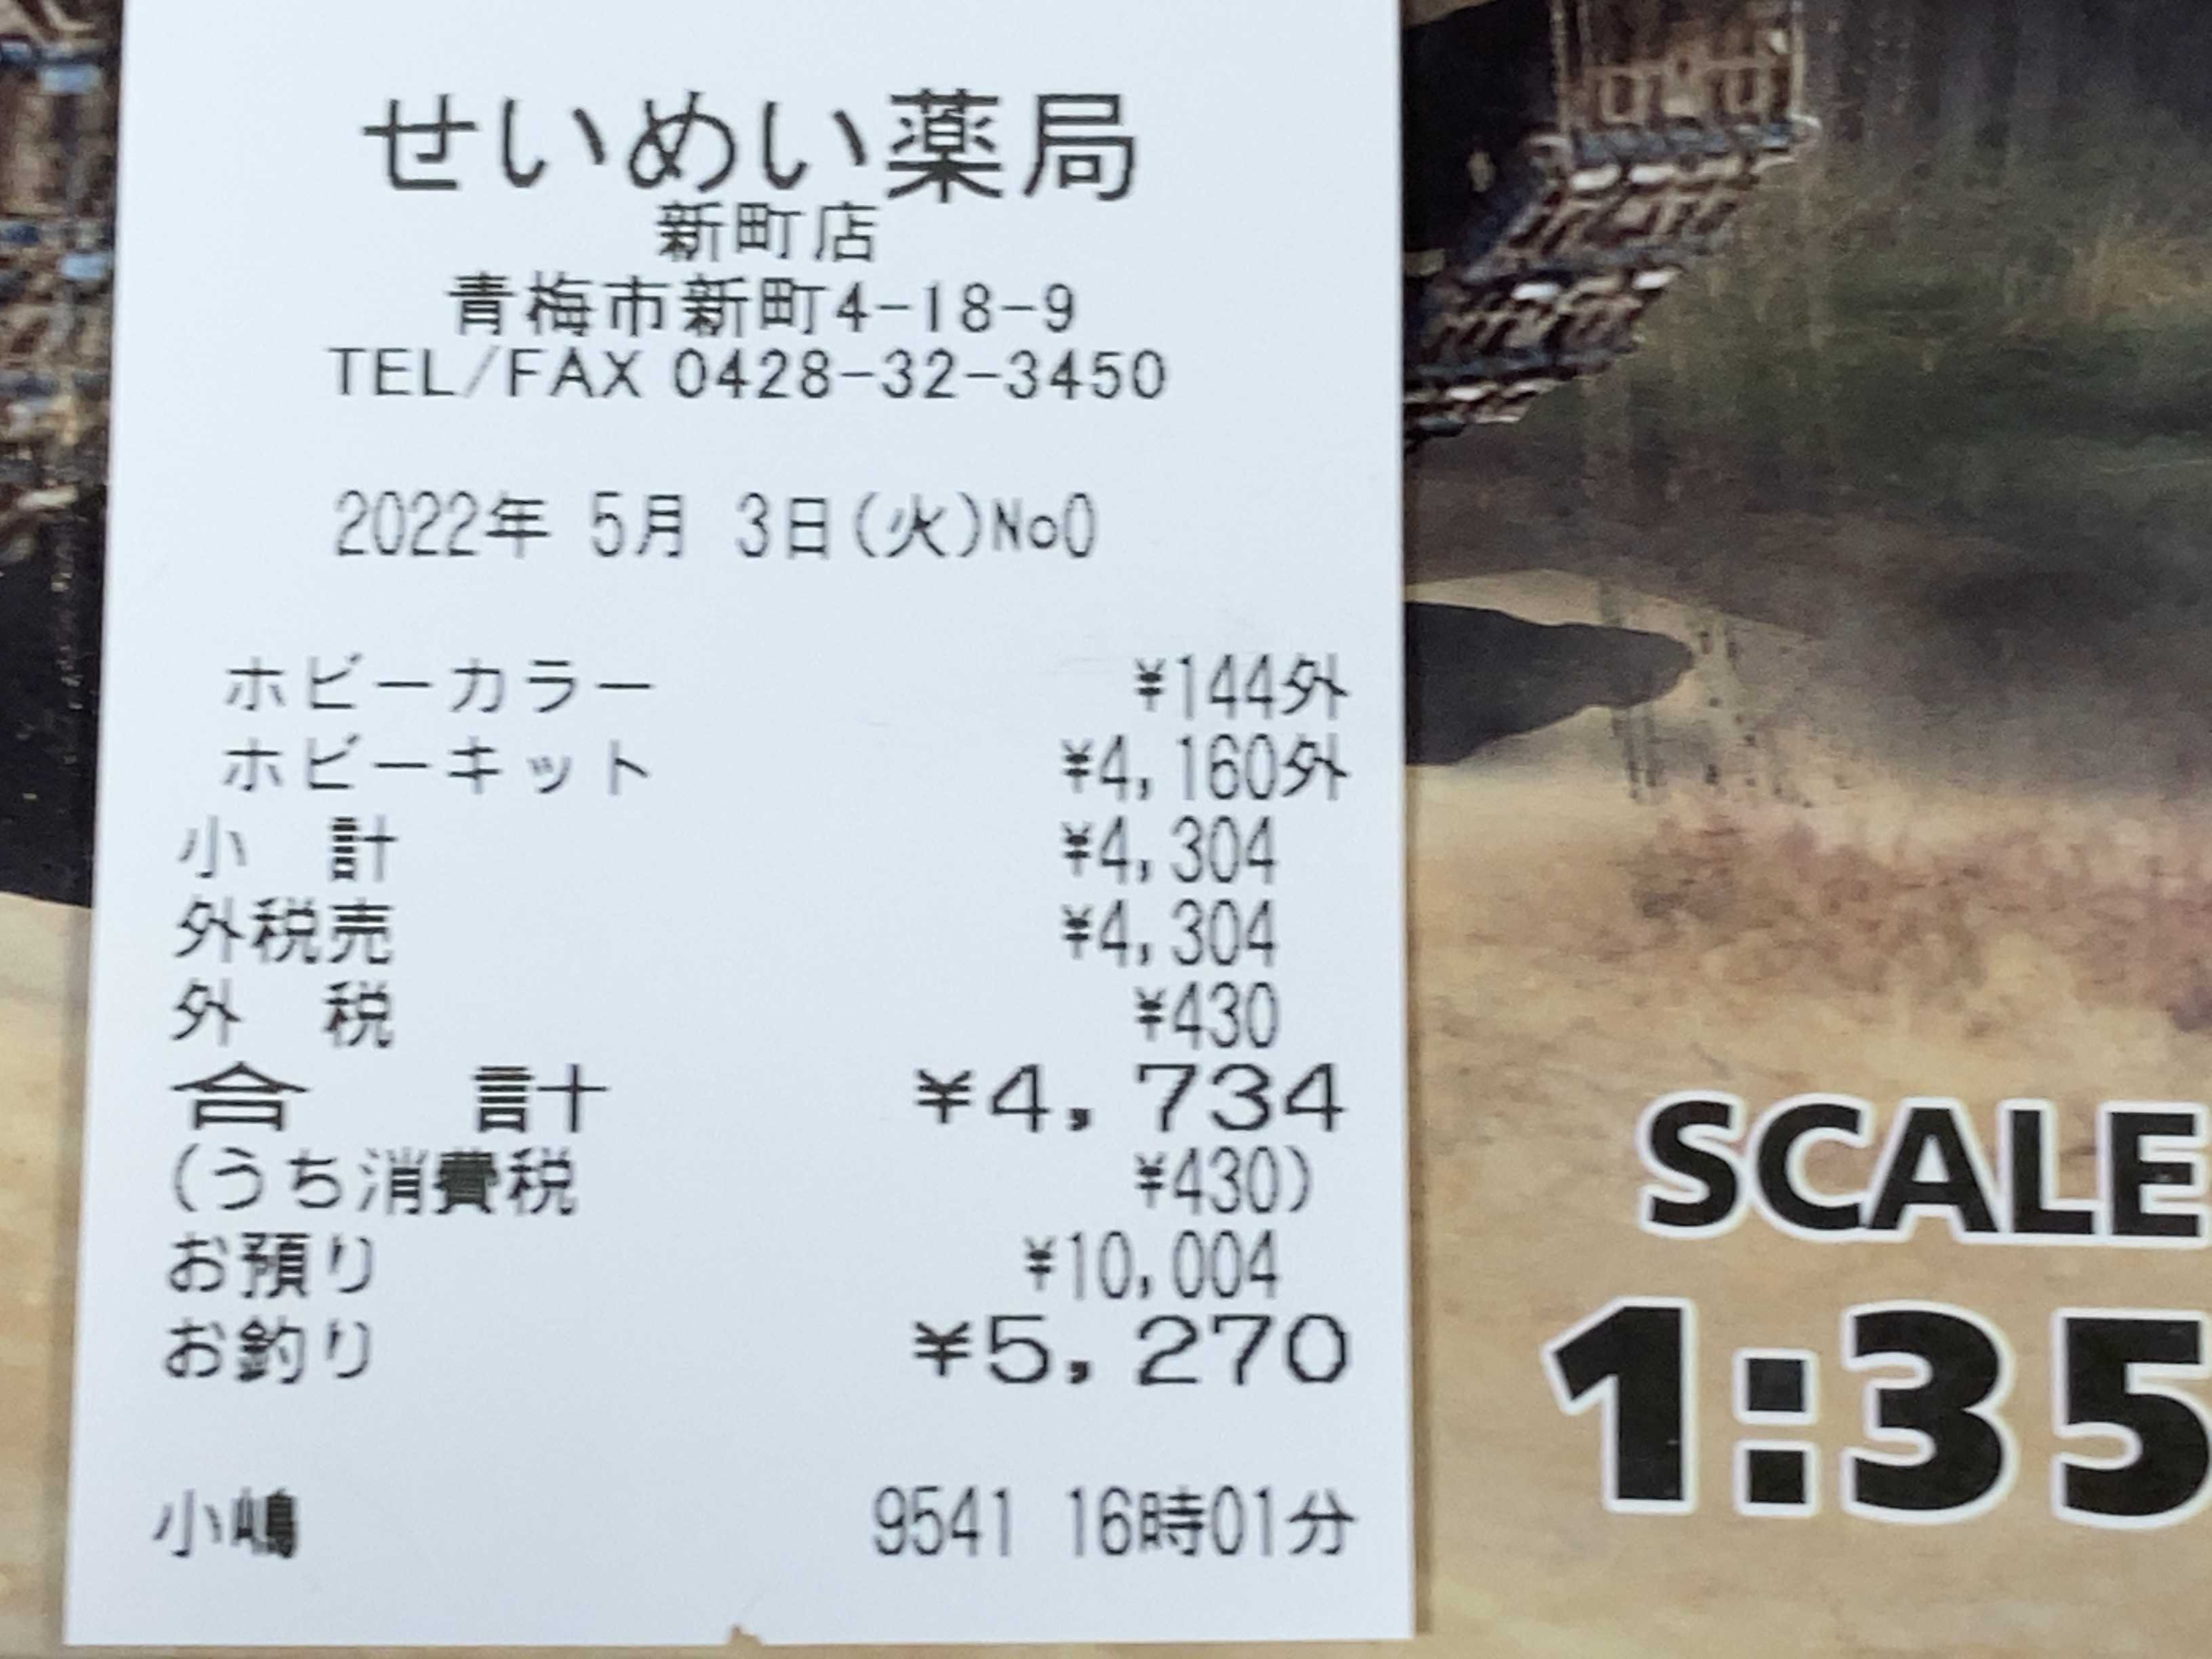 せいめい薬局
新町店
青梅市新町4-18-9
TEL/FAX 0428-32-3450
2022年 5月 3日(火)No0
ホビーカラー ¥144外
ホビーキット ¥4,160外
小 計 ¥4,304
外税売 ¥4,304
外 税 ¥430
合 計 ¥4,734
(うち消費税 ¥430)
お預り ¥10,004
お釣り ¥5,270
小嶋 9541 16時01分
SCALE
1:35